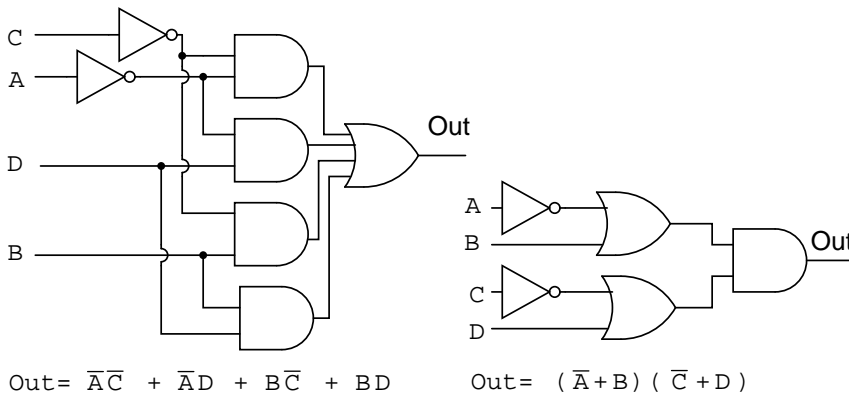 C
A
Out
D
B
A
B
Out
C
D
Out= A̅C̅ + A̅D + BC̅ + BD
Out= (A̅+B)(C̅+D)